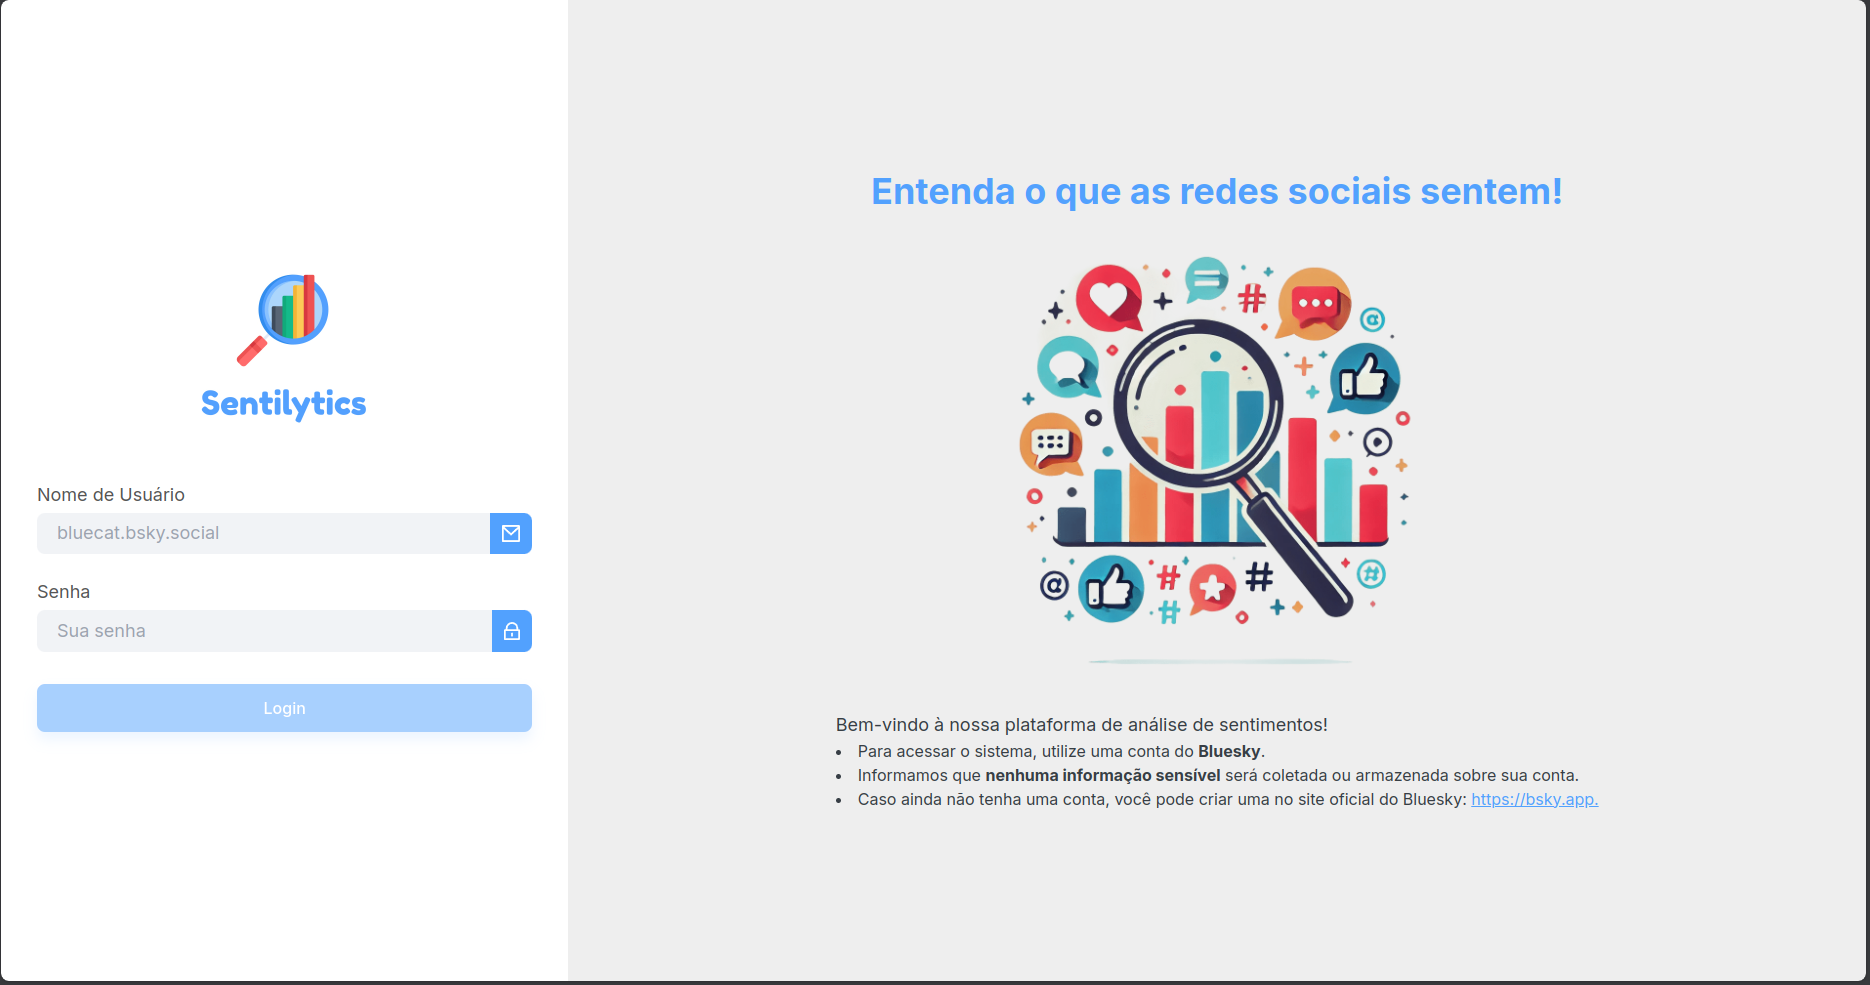 Sentilytics
Nome de Usuário
bluecat.bsky.social
Senha
Sua senha
Login
Entenda o que as redes sociais sentem!
Bem-vindo à nossa plataforma de análise de sentimentos!
• Para acessar o sistema, utilize uma conta do Bluesky.
• Informamos que nenhuma informação sensível será coletada ou armazenada sobre sua conta.
• Caso ainda não tenha uma conta, você pode criar uma no site oficial do Bluesky: https://bsky.app.